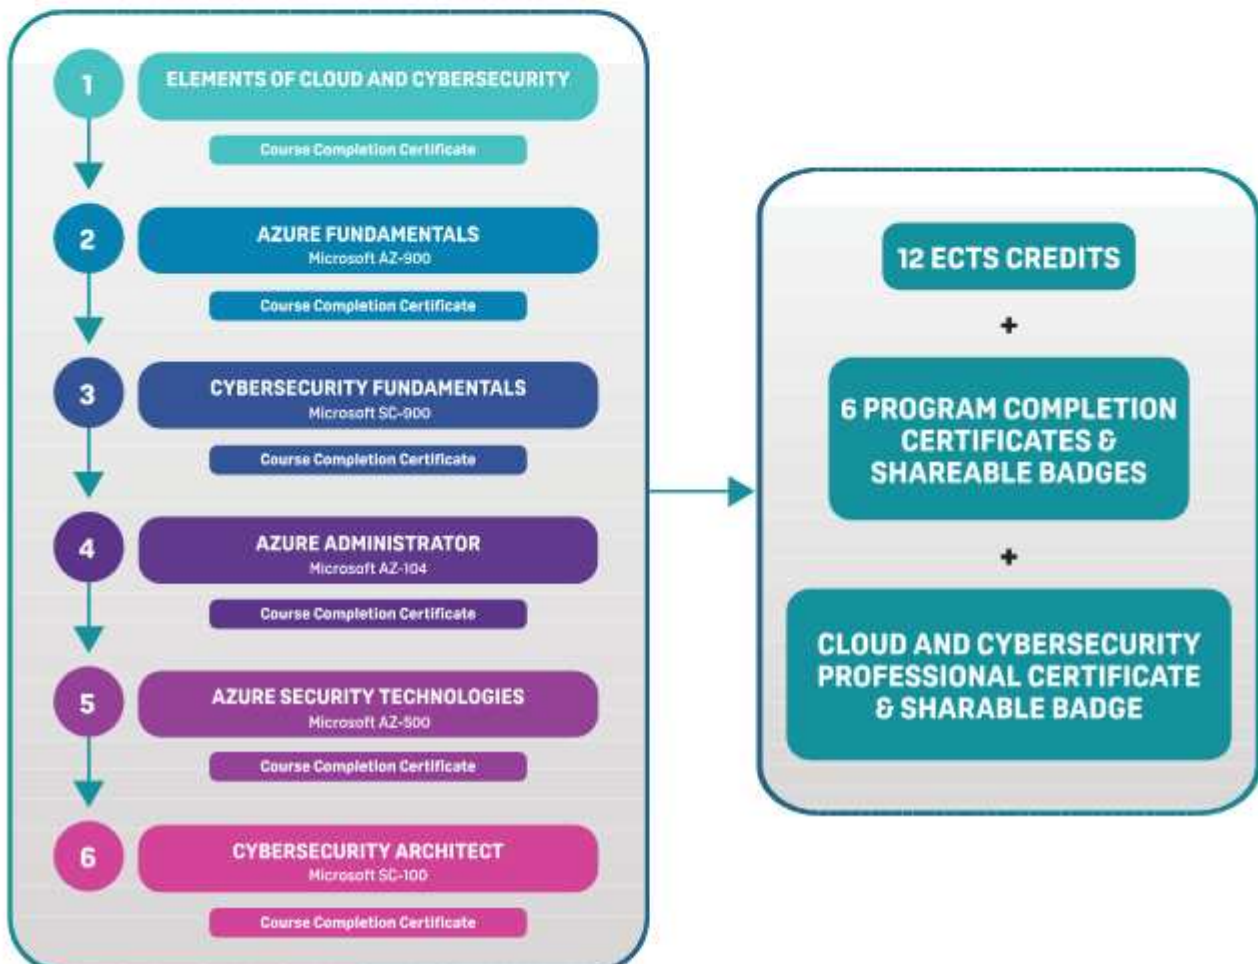 1
ELEMENTS OF CLOUD AND CYBERSECURITY
Course Completion Certificate
2
AZURE FUNDAMENTALS
Microsoft AZ-900
Course Completion Certificate
3
CYBERSECURITY FUNDAMENTALS
Microsoft SC-900
Course Completion Certificate
4
AZURE ADMINISTRATOR
Microsoft AZ-104
Course Completion Certificate
5
AZURE SECURITY TECHNOLOGIES
Microsoft AZ-500
Course Completion Certificate
6
CYBERSECURITY ARCHITECT
Microsoft SC-100
Course Completion Certificate
12 ECTS CREDITS
+
6 PROGRAM COMPLETION
CERTIFICATES &
SHAREABLE BADGES
+
CLOUD AND CYBERSECURITY
PROFESSIONAL CERTIFICATE
& SHARABLE BADGE